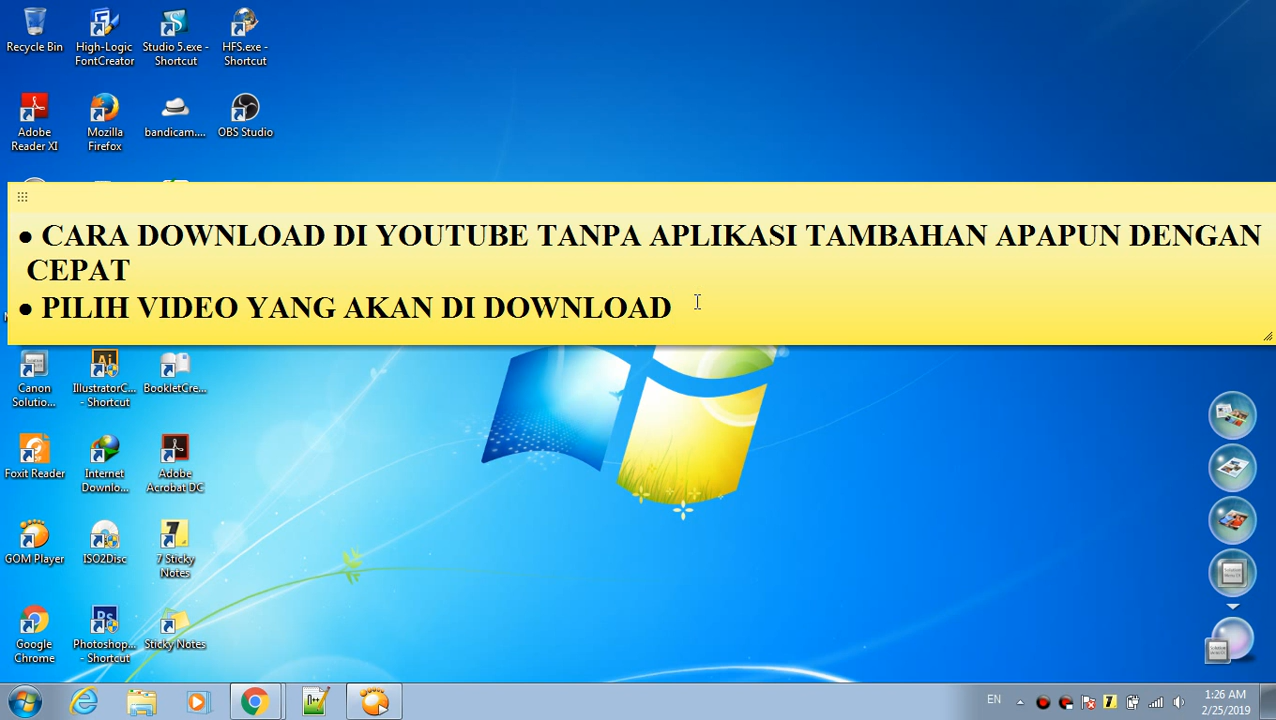 Recycle Bin
High-Logic FontCreator
Studio 5.exe - Shortcut
HFS.exe - Shortcut
Adobe Reader XI
Mozilla Firefox
bandicam....
OBS Studio
● CARA DOWNLOAD DI YOUTUBE TANPA APLIKASI TAMBAHAN APAPUN DENGAN
CEPAT
● PILIH VIDEO YANG AKAN DI DOWNLOAD
Canon Solutio...
IllustratorC... - Shortcut
BookletCre...
Foxit Reader
Internet Downlo...
Adobe Acrobat DC
GOM Player
ISO2Disc
7 Sticky Notes
Google Chrome
Photoshop... - Shortcut
Sticky Notes
EN
1:26 AM
2/25/2019